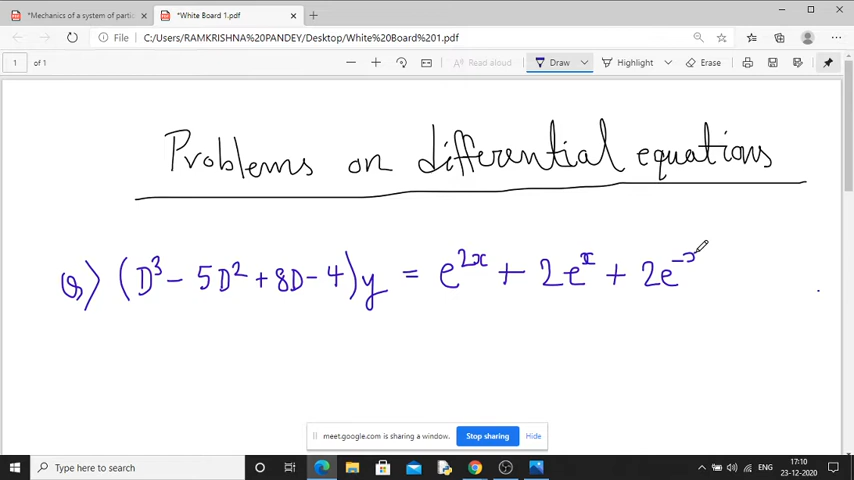 *Mechanics of a system of partic
*White Board 1.pdf
File
C:/Users/RAMKRISHNA%20PANDEY/Desktop/White%20Board%201.pdf
1 of 1
Read aloud
Draw
Highlight
Erase
Problems on differential equations
Q) (D³ - 5D² + 8D - 4)y = e^{2x} + 2e^x + 2e^{-x}
meet.google.com is sharing a window.
Stop sharing
Hide
Type here to search
ENG
17:10
23-12-2020